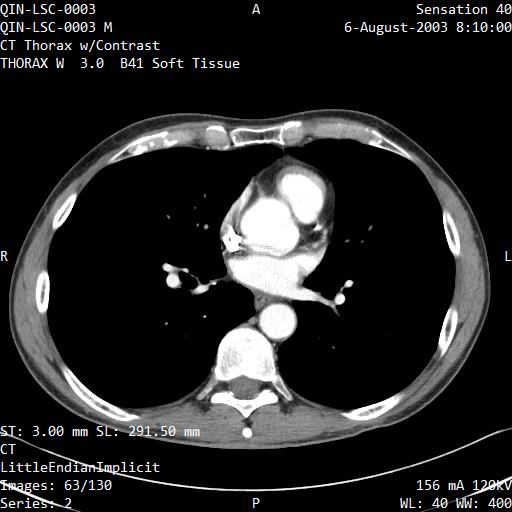 QIN-LSC-0003
A
Sensation 40
QIN-LSC-0003 M
6-August-2003 8:10:00
CT Thorax w/Contrast
THORAX W  3.0  B41 Soft Tissue
R
L
ST: 3.00 mm SL: 291.50 mm
CT
LittleEndianImplicit
Images: 63/130
156 mA 120kV
Series: 2
P
WL: 40 WW: 400